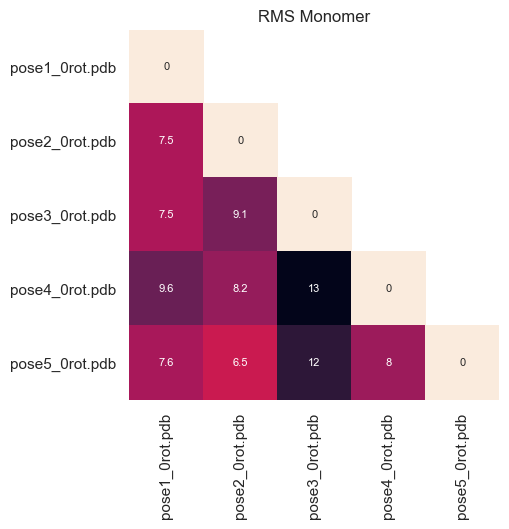 RMS Monomer
pose1_0rot.pdb 0
pose2_0rot.pdb 7.5 0
pose3_0rot.pdb 7.5 9.1 0
pose4_0rot.pdb 9.6 8.2 13 0
pose5_0rot.pdb 7.6 6.5 12 8 0
pose1_0rot.pdb
pose2_0rot.pdb
pose3_0rot.pdb
pose4_0rot.pdb
pose5_0rot.pdb